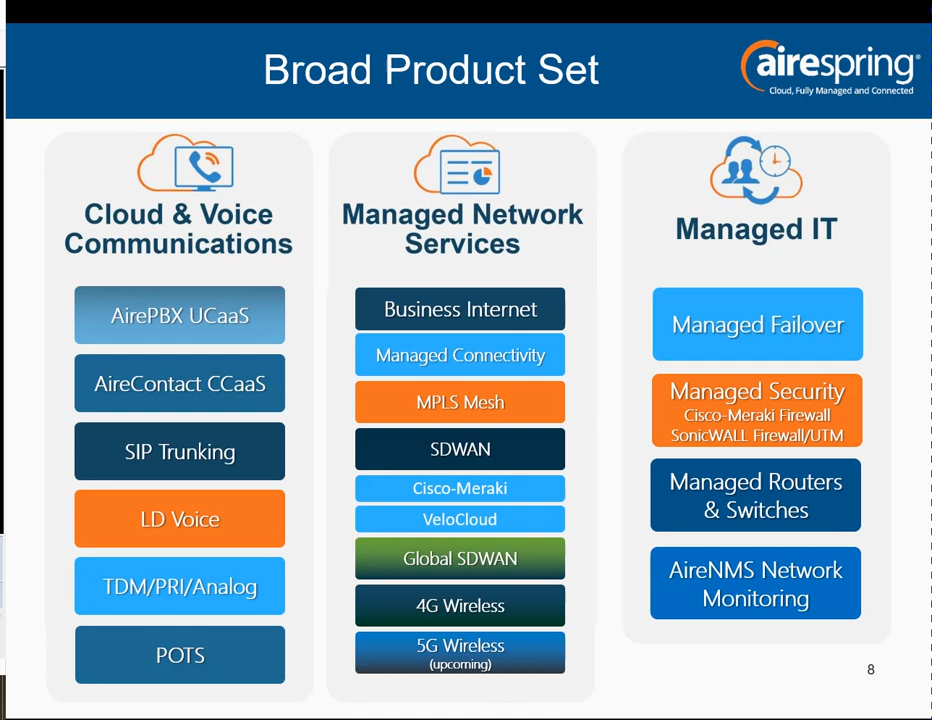 Broad Product Set
airespring®
Cloud, Fully Managed and Connected
Cloud & Voice
Communications
AirePBX UCaaS
AireContact CCaaS
SIP Trunking
LD Voice
TDM/PRI/Analog
POTS
Managed Network
Services
Business Internet
Managed Connectivity
MPLS Mesh
SDWAN
Cisco-Meraki
VeloCloud
Global SDWAN
4G Wireless
5G Wireless
(upcoming)
Managed IT
Managed Failover
Managed Security
Cisco-Meraki Firewall
SonicWALL Firewall/UTM
Managed Routers
& Switches
AireNMS Network
Monitoring
8